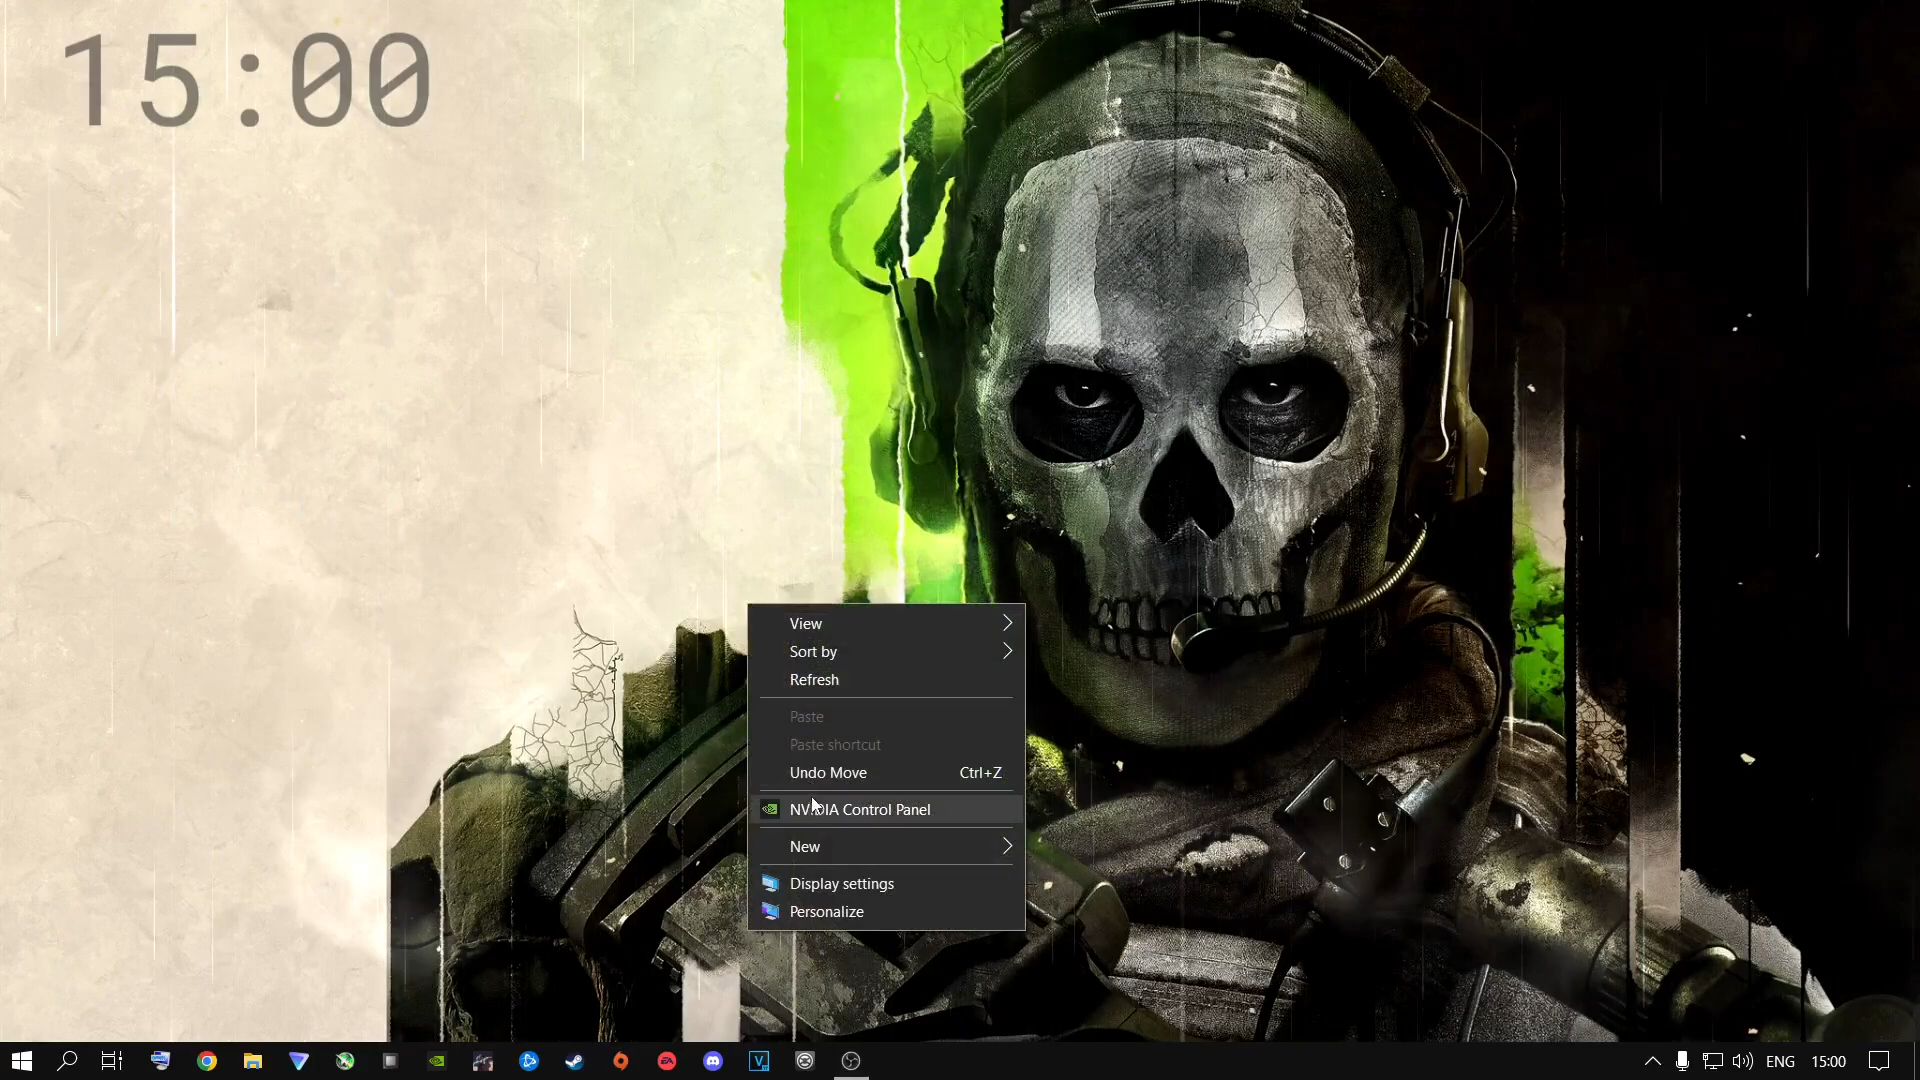 15:00
View
Sort by
Refresh
Paste
Paste shortcut
Undo Move Ctrl+Z
NVIDIA Control Panel
New
Display settings
Personalize
ENG 15:00